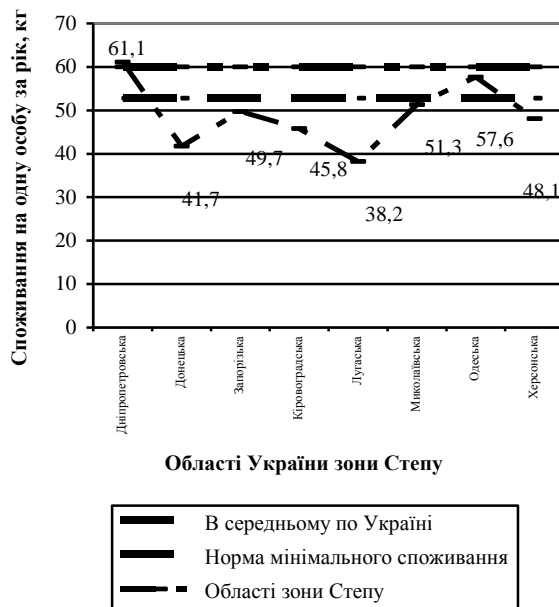 Споживання на одну особу за рік, кг
70
60
50
40
30
20
10
0
61,1
41,7
49,7
45,8
38,2
51,3
57,6
48,1
Дніпропетровська
Донецька
Запорізька
Кіровоградська
Лугаська
Миколаївська
Одеська
Херсонська
Області України зони Степу
В середньому по Україні
Норма мінімального споживання
Області зони Степу